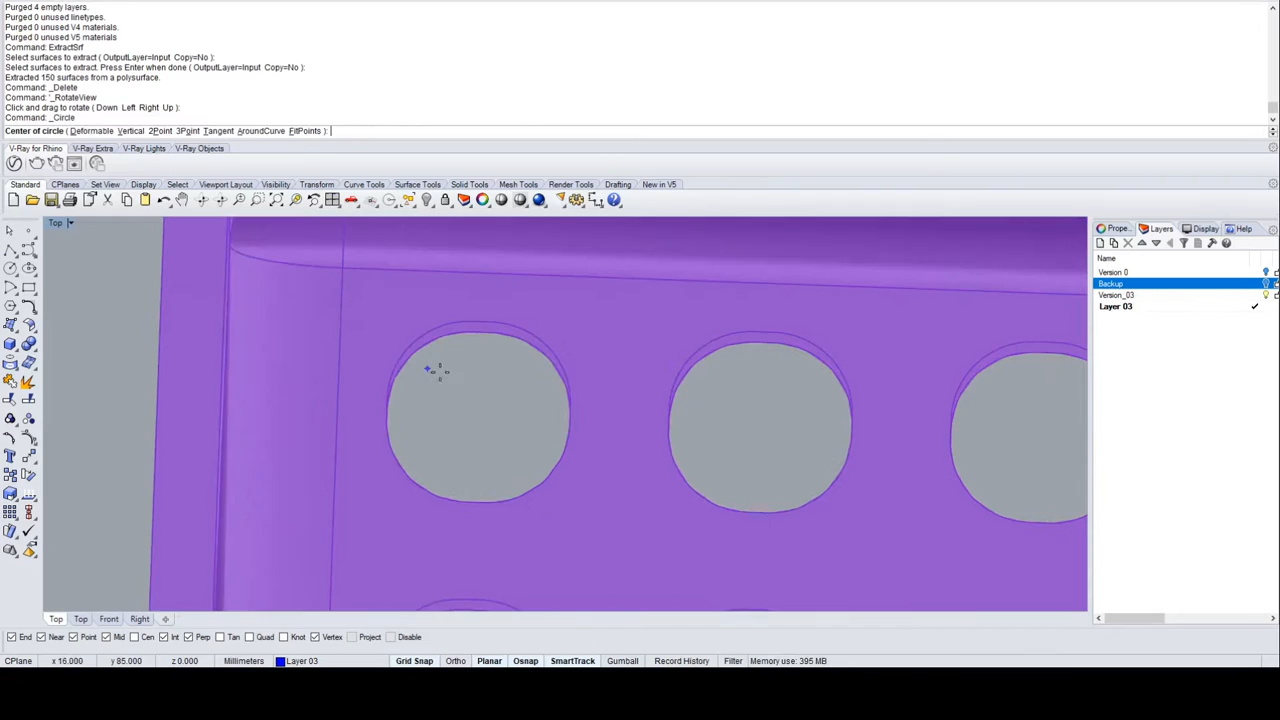 Purged 4 empty layers.
Purged 0 unused linetypes.
Purged 0 unused V4 materials.
Purged 0 unused V5 materials
Command: ExtractSrf
Select surfaces to extract ( OutputLayer=Input Copy=No ):
Select surfaces to extract. Press Enter when done ( OutputLayer=Input Copy=No ):
Extracted 150 surfaces from a polysurface.
Command: _Delete
Command: '_RotateView
Click and drag to rotate ( Down Left Right Up ):
Command: _Circle
Center of circle ( Deformable Vertical 2Point 3Point Tangent AroundCurve FitPoints ):
V-Ray for Rhino V-Ray Extra V-Ray Lights V-Ray Objects
Standard CPlanes Set View Display Select Viewport Layout Visibility Transform Curve Tools Surface Tools Solid Tools Mesh Tools Render Tools Drafting New in V5
Top
Prope... Layers Display Help
Name
Version 0
Backup
Version_03
Layer 03
Top Top Front Right
End Near Point Mid Cen Int Perp Tan Quad Knot Vertex Project Disable
CPlane x 16.000 y 85.000 z 0.000 Millimeters Layer 03 Grid Snap Ortho Planar Osnap SmartTrack Gumball Record History Filter Memory use: 395 MB